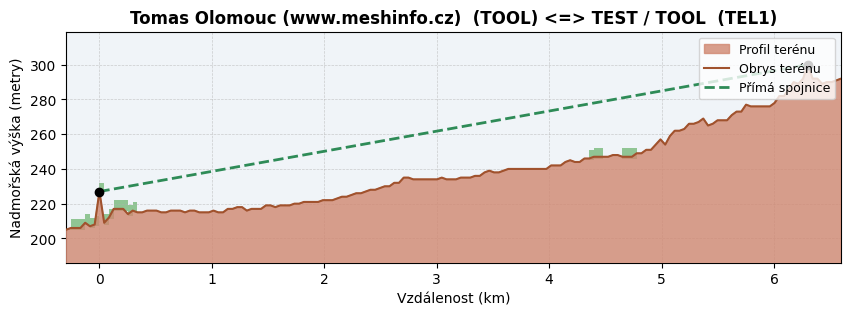 Tomas Olomouc (www.meshinfo.cz)  (TOOL) <=> TEST / TOOL  (TEL1)
Nadmořská výška (metry)
300
280
260
240
220
200
Profil terénu
Obrys terénu
Přímá spojnice
0 1 2 3 4 5 6
Vzdálenost (km)